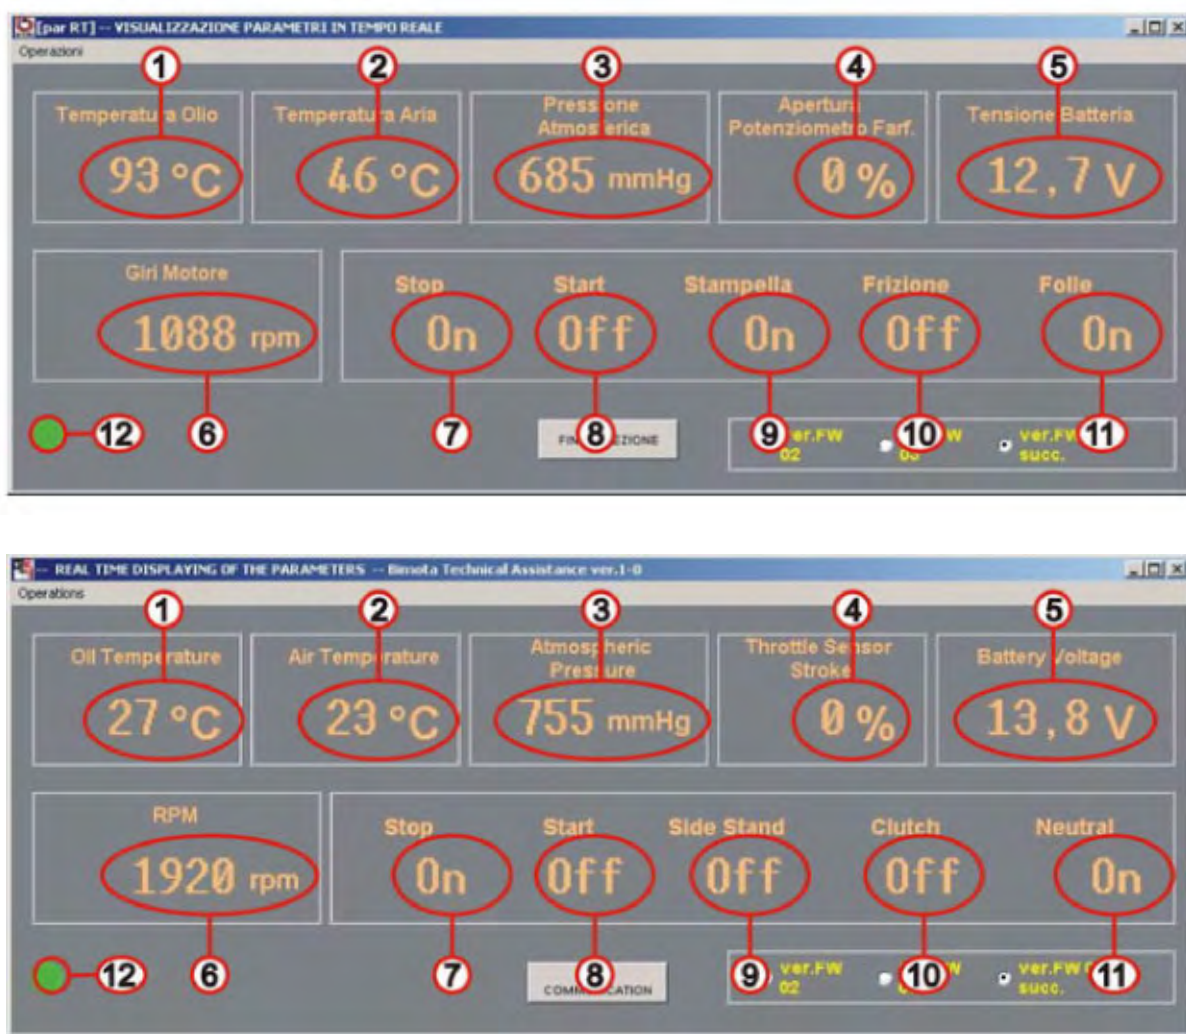 [par RT] -- VISUALIZZAZIONE PARAMETRI IN TEMPO REALE
Operazioni
1 2 3 4 5
Temperatura Olio
93 °C
Temperatura Aria
46 °C
Pressione
Atmosferica
685 mmHg
Apertura
Potenziometro Farf.
0 %
Tensione Batteria
12,7 V
Giri Motore
1088 rpm
Stop Start Stampella Frizione Folle
On Off On Off On
12 6 7 8 9 10 11
ver.FW
02
ver.FW
succ.
-- REAL TIME DISPLAYING OF THE PARAMETERS -- Bimota Technical Assistance ver.1-0
Operations
1 2 3 4 5
Oil Temperature
27 °C
Air Temperature
23 °C
Atmospheric
Pressure
755 mmHg
Throttle Sensor
Stroke
0 %
Battery Voltage
13,8 V
RPM
1920 rpm
Stop Start Side Stand Clutch Neutral
On Off Off Off On
12 6 7 8 9 10 11
COMMUNICATION
ver.FW
02
ver.FW
succ.